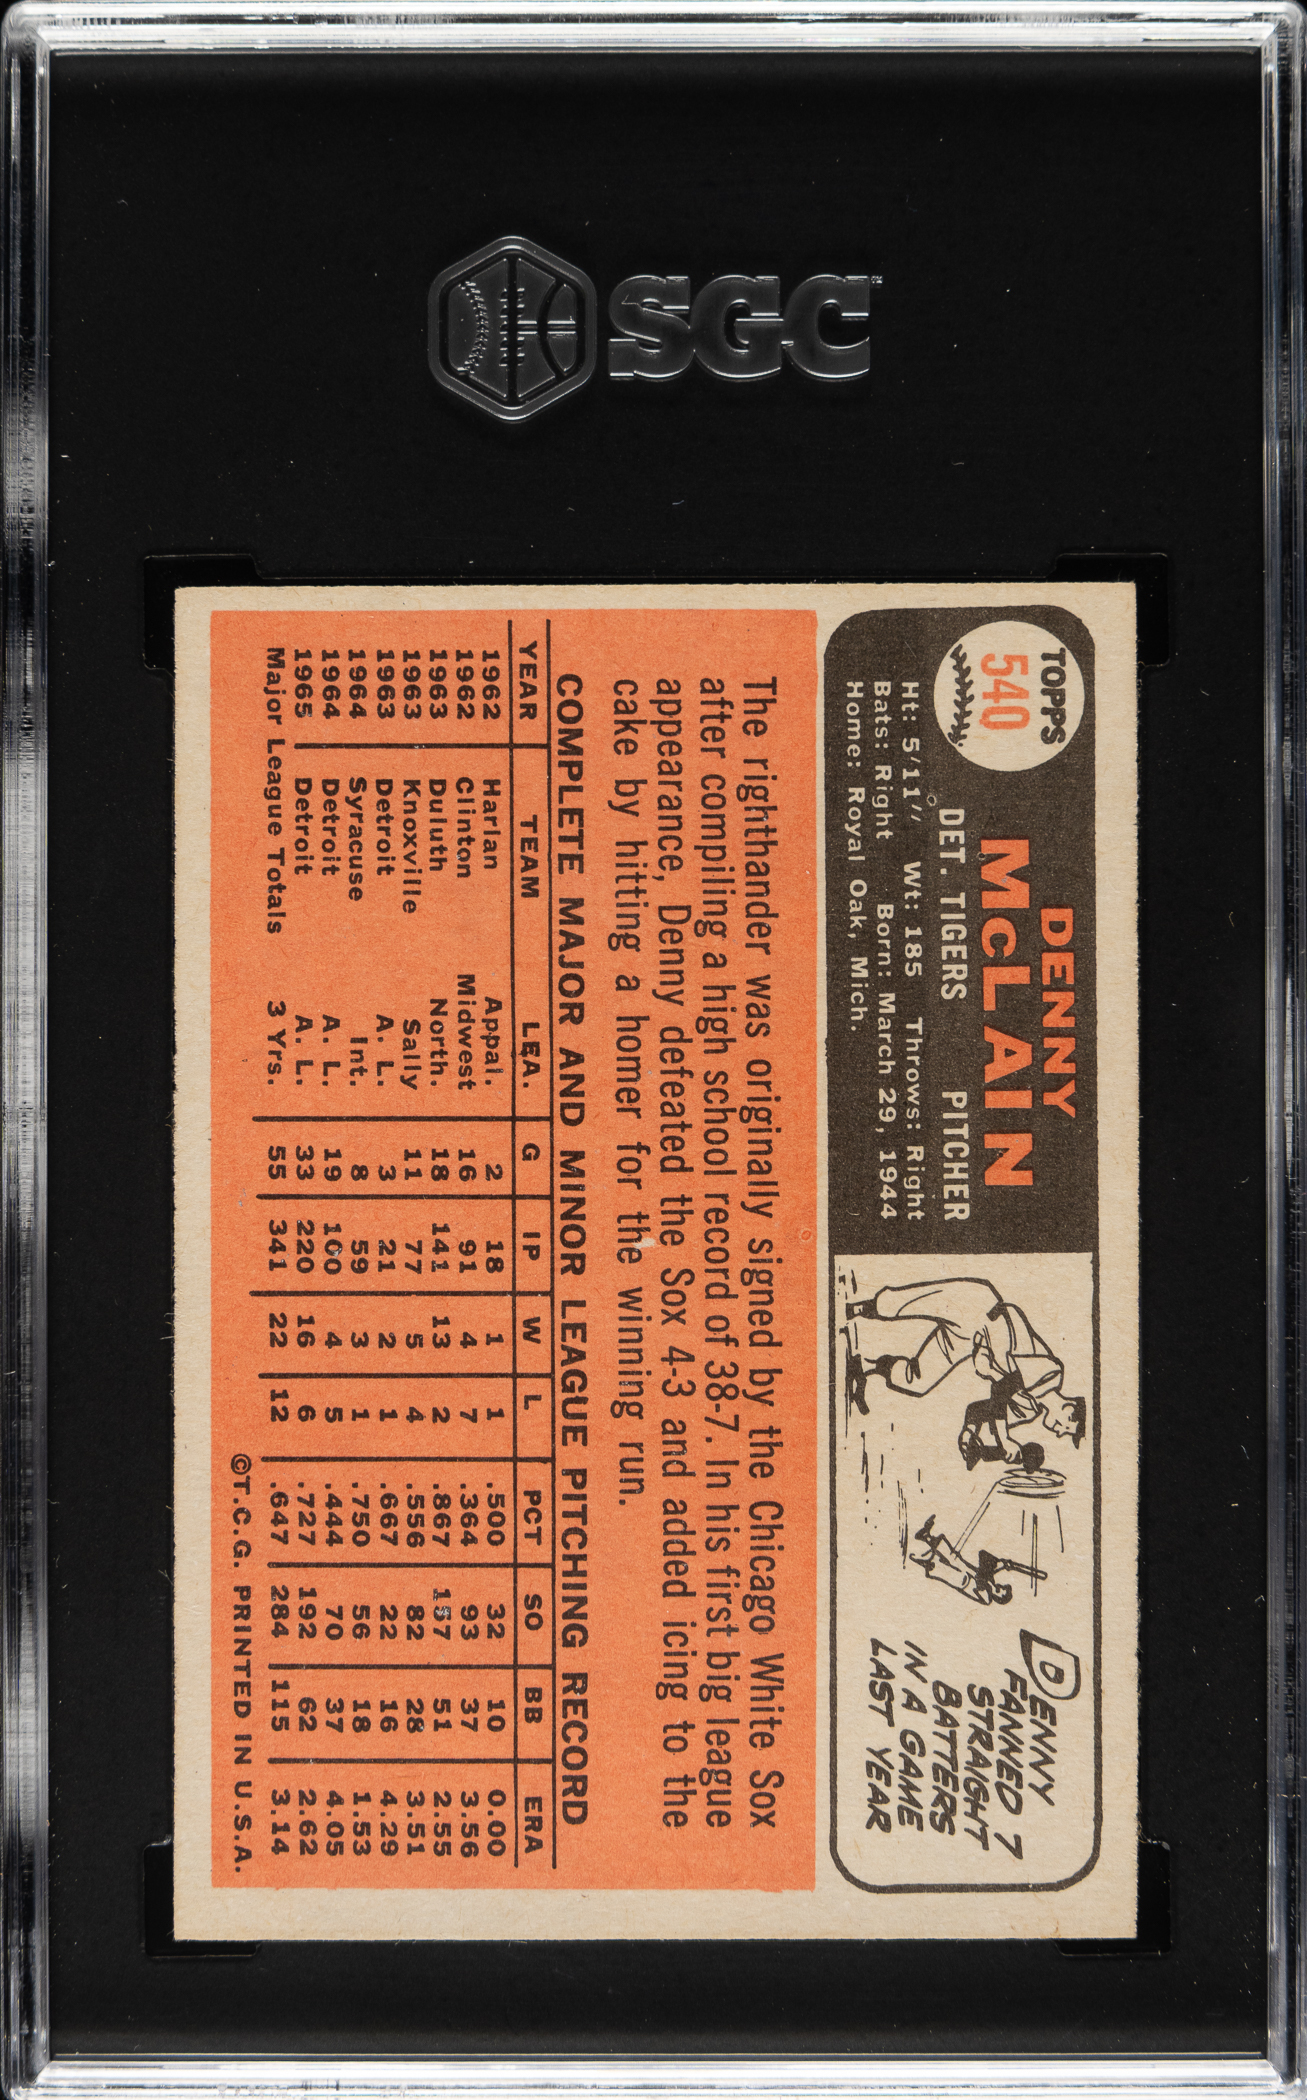 SGC
TOPPS
540
DENNY
McLAIN
DET. TIGERS PITCHER
Ht: 5'11" Wt: 185 Throws: Right
Bats: Right Born: March 29, 1944
Home: Royal Oak, Mich.
DENNY
FANNED 7
STRAIGHT
BATTERS
IN A GAME
LAST YEAR
The righthander was originally signed by the Chicago White Sox
after compiling a high school record of 38-7. In his first big league
appearance, Denny defeated the Sox 4-3 and added icing to the
cake by hitting a homer for the winning run.
COMPLETE MAJOR AND MINOR LEAGUE PITCHING RECORD
YEAR TEAM LEA. G IP W L PCT SO BB ERA
1962 Harlan Appal. 2 18 1 1 .500 32 10 0.00
1962 Clinton Midwest 16 91 4 7 .364 93 37 3.56
1963 Duluth North. 18 141 13 2 .867 157 51 2.55
1963 Knoxville Sally 11 77 5 4 .556 82 28 3.51
1963 Detroit A. L. 3 21 2 1 .667 22 16 4.29
1964 Syracuse Int. 8 59 3 1 .750 56 18 1.53
1964 Detroit A. L. 19 100 4 5 .444 70 37 4.05
1965 Detroit A. L. 33 220 16 6 .727 192 62 2.62
Major League Totals 3 Yrs. 55 341 22 12 .647 284 115 3.14
©T.C.G. PRINTED IN U.S.A.